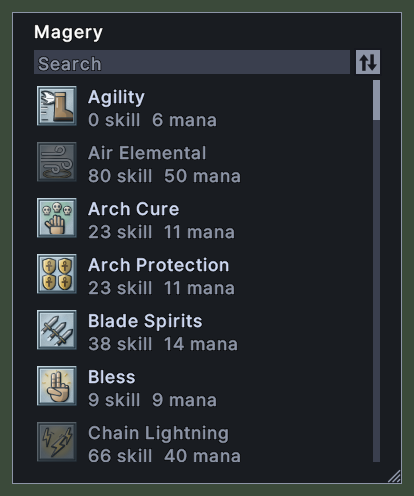 Magery
Search
Agility
0 skill 6 mana
Air Elemental
80 skill 50 mana
Arch Cure
23 skill 11 mana
Arch Protection
23 skill 11 mana
Blade Spirits
38 skill 14 mana
Bless
9 skill 9 mana
Chain Lightning
66 skill 40 mana